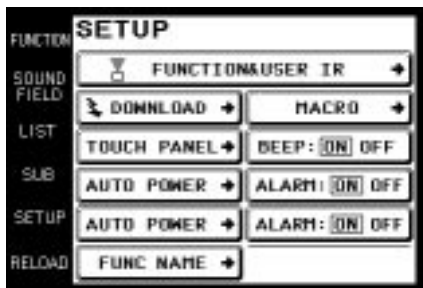 SETUP
FUNCTION
FUNCTION&USER IR
SOUND
FIELD
DOWNLOAD MACRO
LIST
TOUCH PANEL BEEP: ON OFF
SUB
AUTO POWER ALARM: ON OFF
SETUP
AUTO POWER ALARM: ON OFF
RELOAD
FUNC NAME